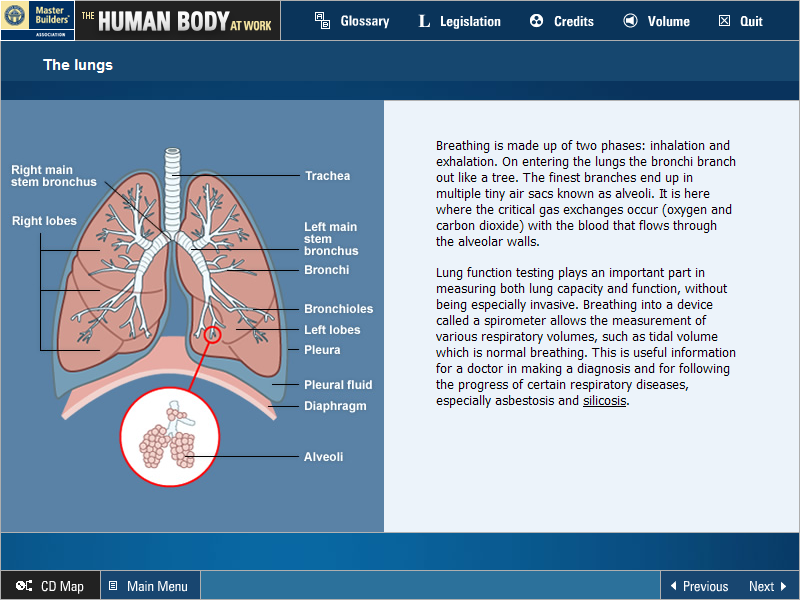 Master
Builders'
ASSOCIATION
THE HUMAN BODY AT WORK
A
B
Glossary
L Legislation
Credits
Volume
Quit
The lungs
Right main
stem bronchus
Right lobes
Trachea
Left main
stem
bronchus
Bronchi
Bronchioles
Left lobes
Pleura
Pleural fluid
Diaphragm
Alveoli
Breathing is made up of two phases: inhalation and
exhalation. On entering the lungs the bronchi branch
out like a tree. The finest branches end up in
multiple tiny air sacs known as alveoli. It is here
where the critical gas exchanges occur (oxygen and
carbon dioxide) with the blood that flows through
the alveolar walls.
Lung function testing plays an important part in
measuring both lung capacity and function, without
being especially invasive. Breathing into a device
called a spirometer allows the measurement of
various respiratory volumes, such as tidal volume
which is normal breathing. This is useful information
for a doctor in making a diagnosis and for following
the progress of certain respiratory diseases,
especially asbestosis and silicosis.
CD Map
Main Menu
Previous
Next